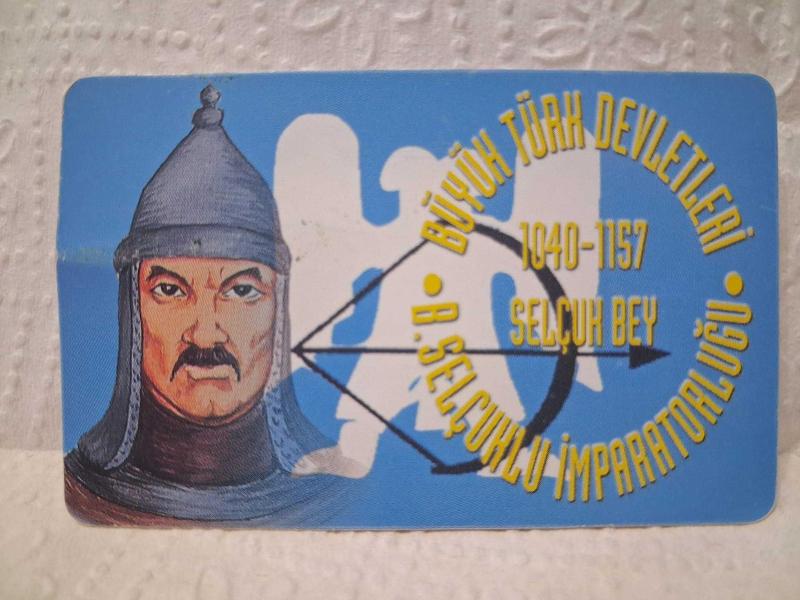 BÜYÜK TÜRK DEVLETLERİ
1040-1157
SELÇUK BEY
B.SELÇUKLU İMPARATORLUĞU